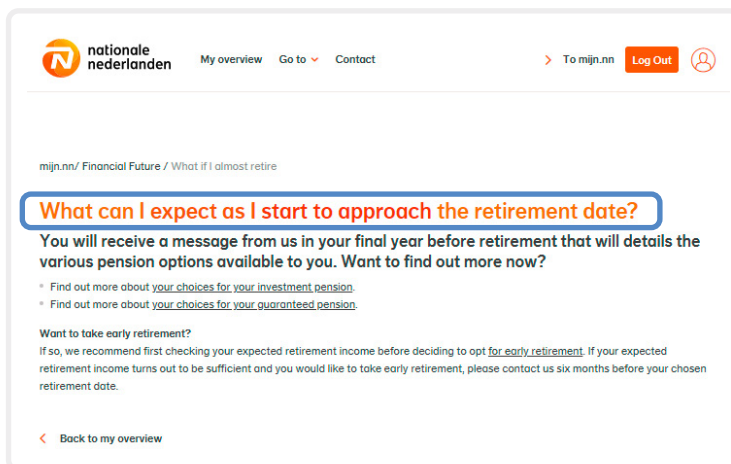 nationale
nederlanden
My overview Go to Contact
To mijn.nn Log Out
mijn.nn/ Financial Future / What if I almost retire
What can I expect as I start to approach the retirement date?
You will receive a message from us in your final year before retirement that will details the
various pension options available to you. Want to find out more now?
Find out more about your choices for your investment pension.
Find out more about your choices for your guaranteed pension.
Want to take early retirement?
If so, we recommend first checking your expected retirement income before deciding to opt for early retirement. If your expected
retirement income turns out to be sufficient and you would like to take early retirement, please contact us six months before your chosen
retirement date.
Back to my overview